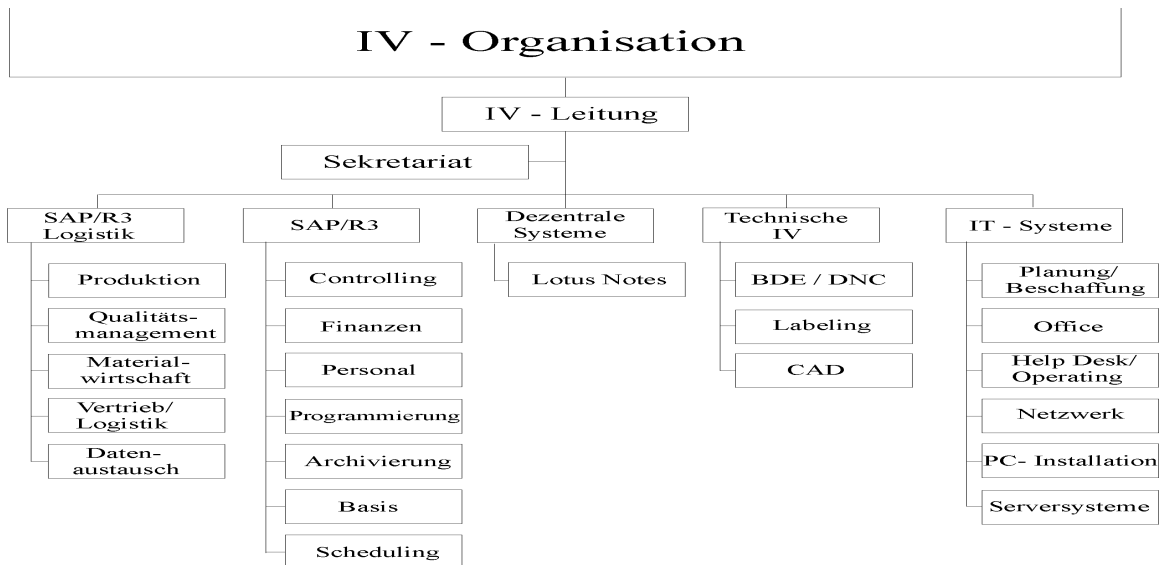 IV - Organisation
IV - Leitung
Sekretariat
SAP/R3
Logistik
SAP/R3
Dezentrale
Systeme
Technische
IV
IT - Systeme
Produktion
Qualitäts-
management
Material-
wirtschaft
Vertrieb/
Logistik
Daten-
austausch
Controlling
Finanzen
Personal
Programmierung
Archivierung
Basis
Scheduling
Lotus Notes
BDE / DNC
Labeling
CAD
Planung/
Beschaffung
Office
Help Desk/
Operating
Netzwerk
PC- Installation
Serversysteme